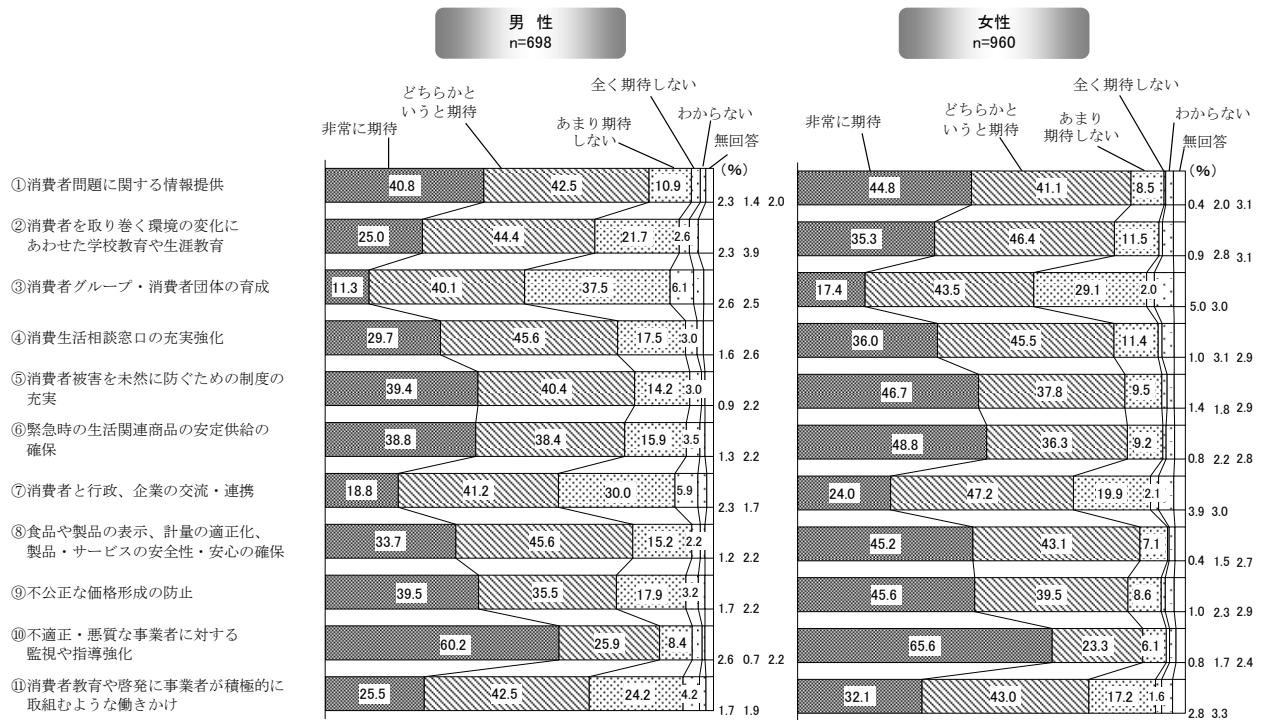 男 性
n=698
女性
n=960
非常に期待
どちらかと
いうと期待
あまり期待
しない
全く期待しない
わからない
無回答
(%)
非常に期待
どちらかと
いうと期待
あまり
期待しない
全く期待しない
わからない
無回答
(%)
①消費者問題に関する情報提供
40.8 42.5 10.9 2.3 1.4 2.0
44.8 41.1 8.5 0.4 2.0 3.1
②消費者を取り巻く環境の変化に
あわせた学校教育や生涯教育
25.0 44.4 21.7 2.6 2.3 3.9
35.3 46.4 11.5 0.9 2.8 3.1
③消費者グループ・消費者団体の育成
11.3 40.1 37.5 6.1 2.6 2.5
17.4 43.5 29.1 2.0 5.0 3.0
④消費生活相談窓口の充実強化
29.7 45.6 17.5 3.0 1.6 2.6
36.0 45.5 11.4 1.0 3.1 2.9
⑤消費者被害を未然に防ぐための制度の
充実
39.4 40.4 14.2 3.0 0.9 2.2
46.7 37.8 9.5 1.4 1.8 2.9
⑥緊急時の生活関連商品の安定供給の
確保
38.8 38.4 15.9 3.5 1.3 2.2
48.8 36.3 9.2 0.8 2.2 2.8
⑦消費者と行政、企業の交流・連携
18.8 41.2 30.0 5.9 2.3 1.7
24.0 47.2 19.9 2.1 3.9 3.0
⑧食品や製品の表示、計量の適正化、
製品・サービスの安全性・安心の確保
33.7 45.6 15.2 2.2 1.2 2.2
45.2 43.1 7.1 0.4 1.5 2.7
⑨不公正な価格形成の防止
39.5 35.5 17.9 3.2 1.7 2.2
45.6 39.5 8.6 1.0 2.3 2.9
⑩不適正・悪質な事業者に対する
監視や指導強化
60.2 25.9 8.4 2.6 0.7 2.2
65.6 23.3 6.1 0.8 1.7 2.4
⑪消費者教育や啓発に事業者が積極的に
取組むような働きかけ
25.5 42.5 24.2 4.2 1.7 1.9
32.1 43.0 17.2 1.6 2.8 3.3